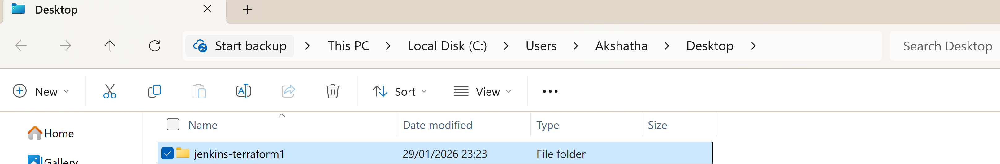 Desktop
Start backup > This PC > Local Disk (C:) > Users > Akshatha > Desktop >
Search Desktop
New
Sort
View
Name
Date modified
Type
Size
Home
jenkins-terraform1
29/01/2026 23:23
File folder
Gallery